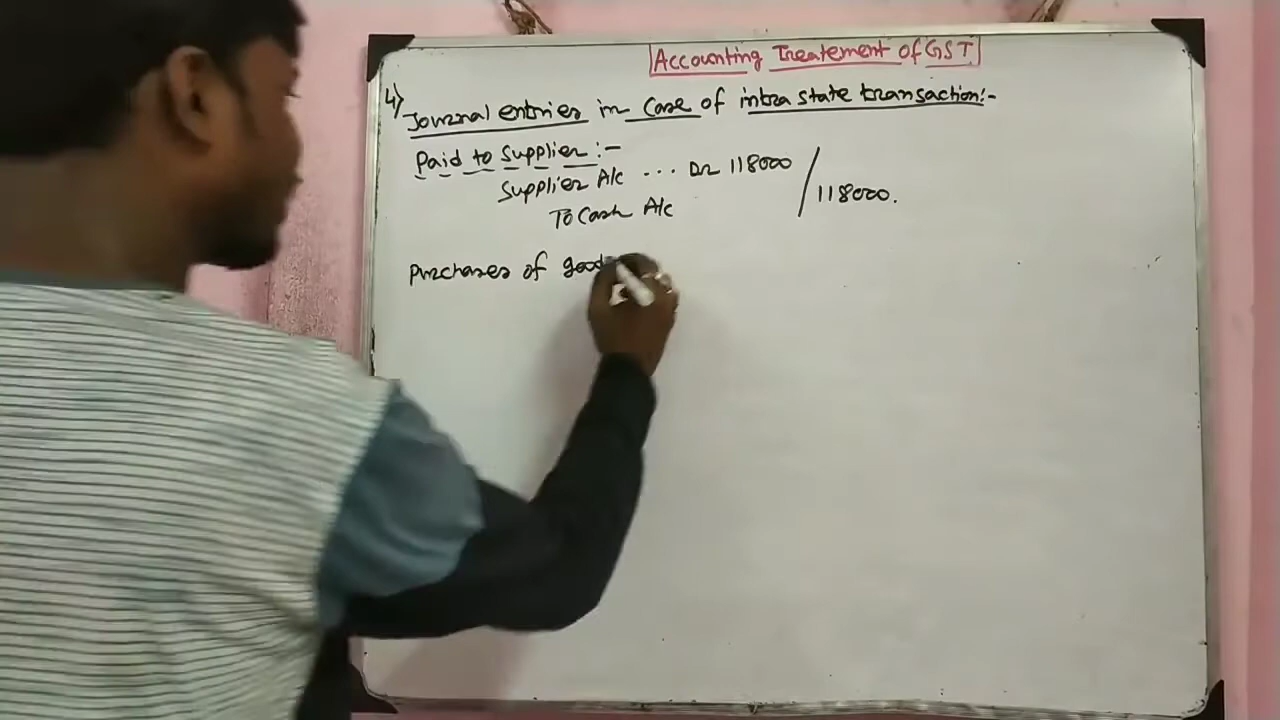 Accounting Treatement of GST
4) Journal entries in case of intra state transaction:-
Paid to Supplier:-
Supplier A/c ... Dr 118000
To Cash A/c / 118000.
Purchases of goods